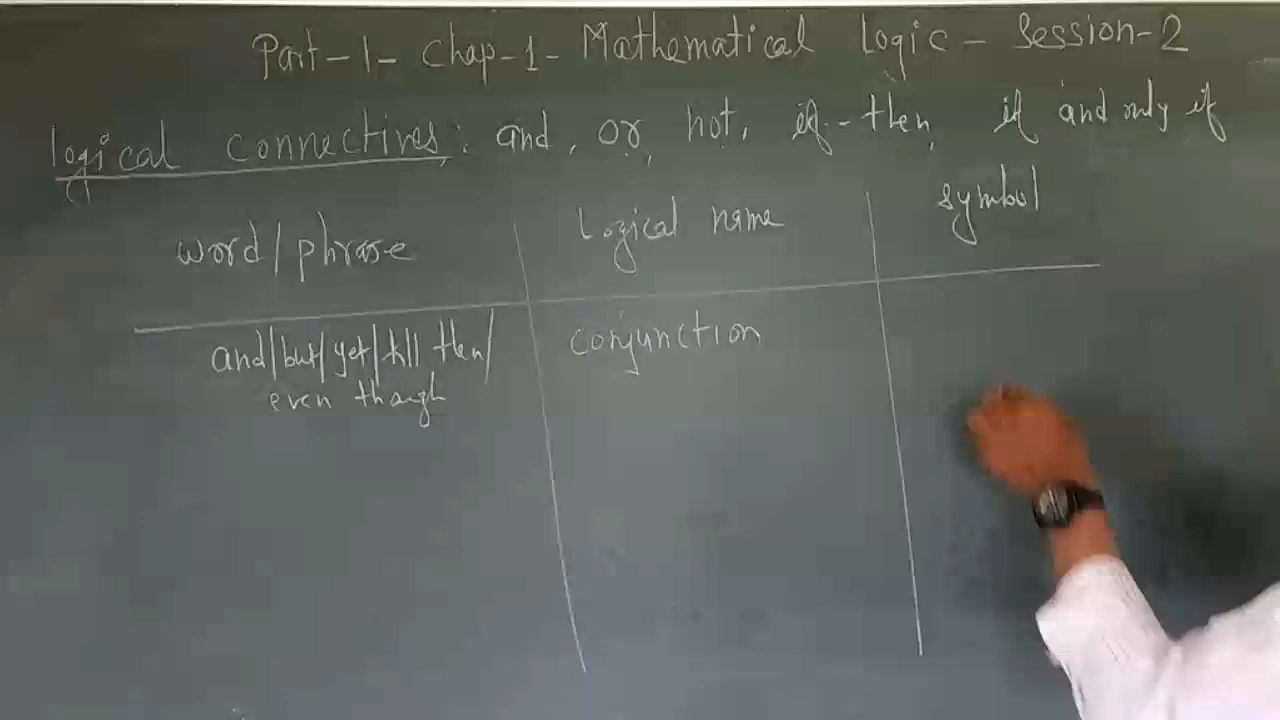 Part-1- Chap-1- Mathematical Logic - Session-2
logical connectives: and, or, not, if--then, if and only if
word/phrase Logical name symbol
and/but/yet/till then/ conjunction
even though